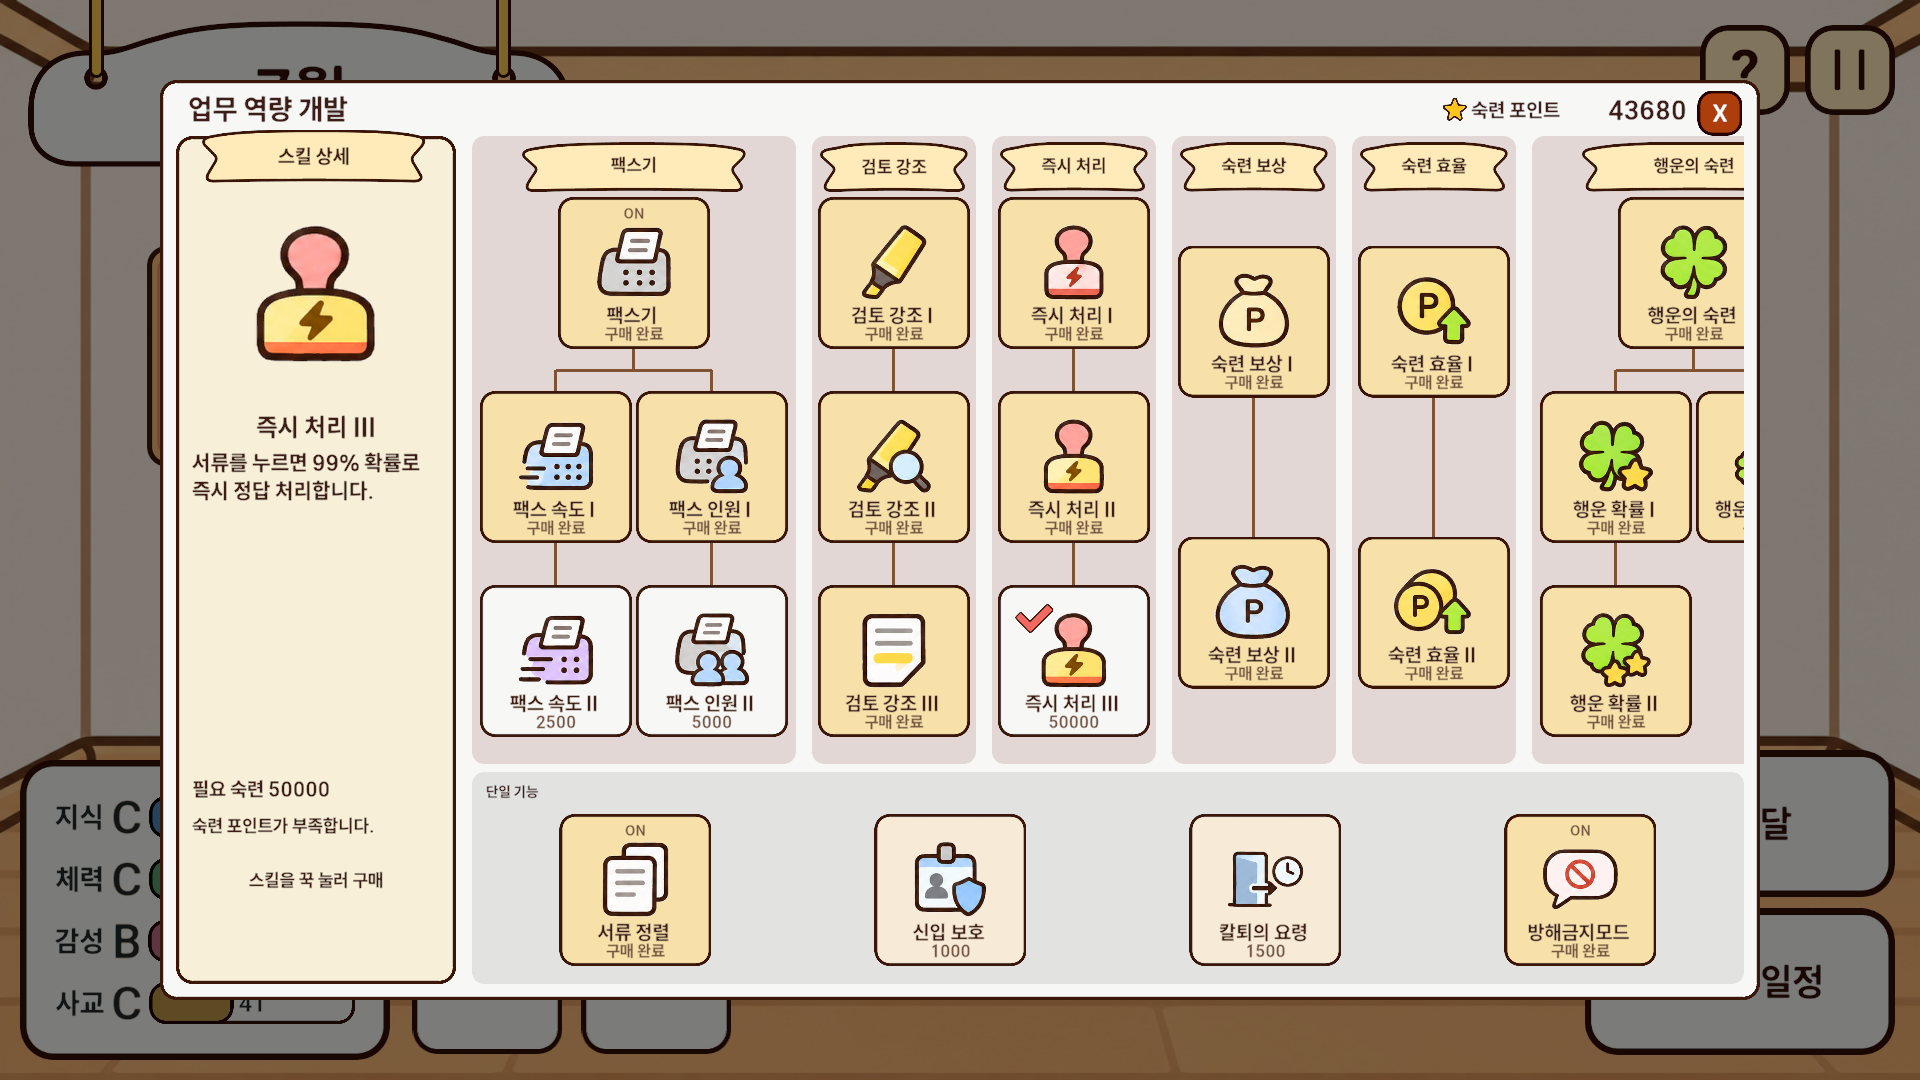 7월
?
업무 역량 개발
숙련 포인트
43680
X
스킬 상세
즉시 처리 III
서류를 누르면 99% 확률로
즉시 정답 처리합니다.
필요 숙련 50000
숙련 포인트가 부족합니다.
스킬을 꾹 눌러 구매
팩스기
ON
팩스기
구매 완료
팩스 속도 I
구매 완료
팩스 인원 I
구매 완료
팩스 속도 II
2500
팩스 인원 II
5000
검토 강조
검토 강조 I
구매 완료
검토 강조 II
구매 완료
검토 강조 III
구매 완료
즉시 처리
즉시 처리 I
구매 완료
즉시 처리 II
구매 완료
즉시 처리 III
50000
숙련 보상
P
숙련 보상 I
구매 완료
P
숙련 보상 II
구매 완료
숙련 효율
P
숙련 효율 I
구매 완료
P
숙련 효율 II
구매 완료
행운의 숙련
행운의 숙련
구매 완료
행운 확률 I
구매 완료
행운
행운 확률 II
구매 완료
단일 기능
ON
서류 정렬
구매 완료
신입 보호
1000
칼퇴의 요령
1500
ON
방해금지모드
구매 완료
지식 C
체력 C
감성 B
사교 C
41
달
일정